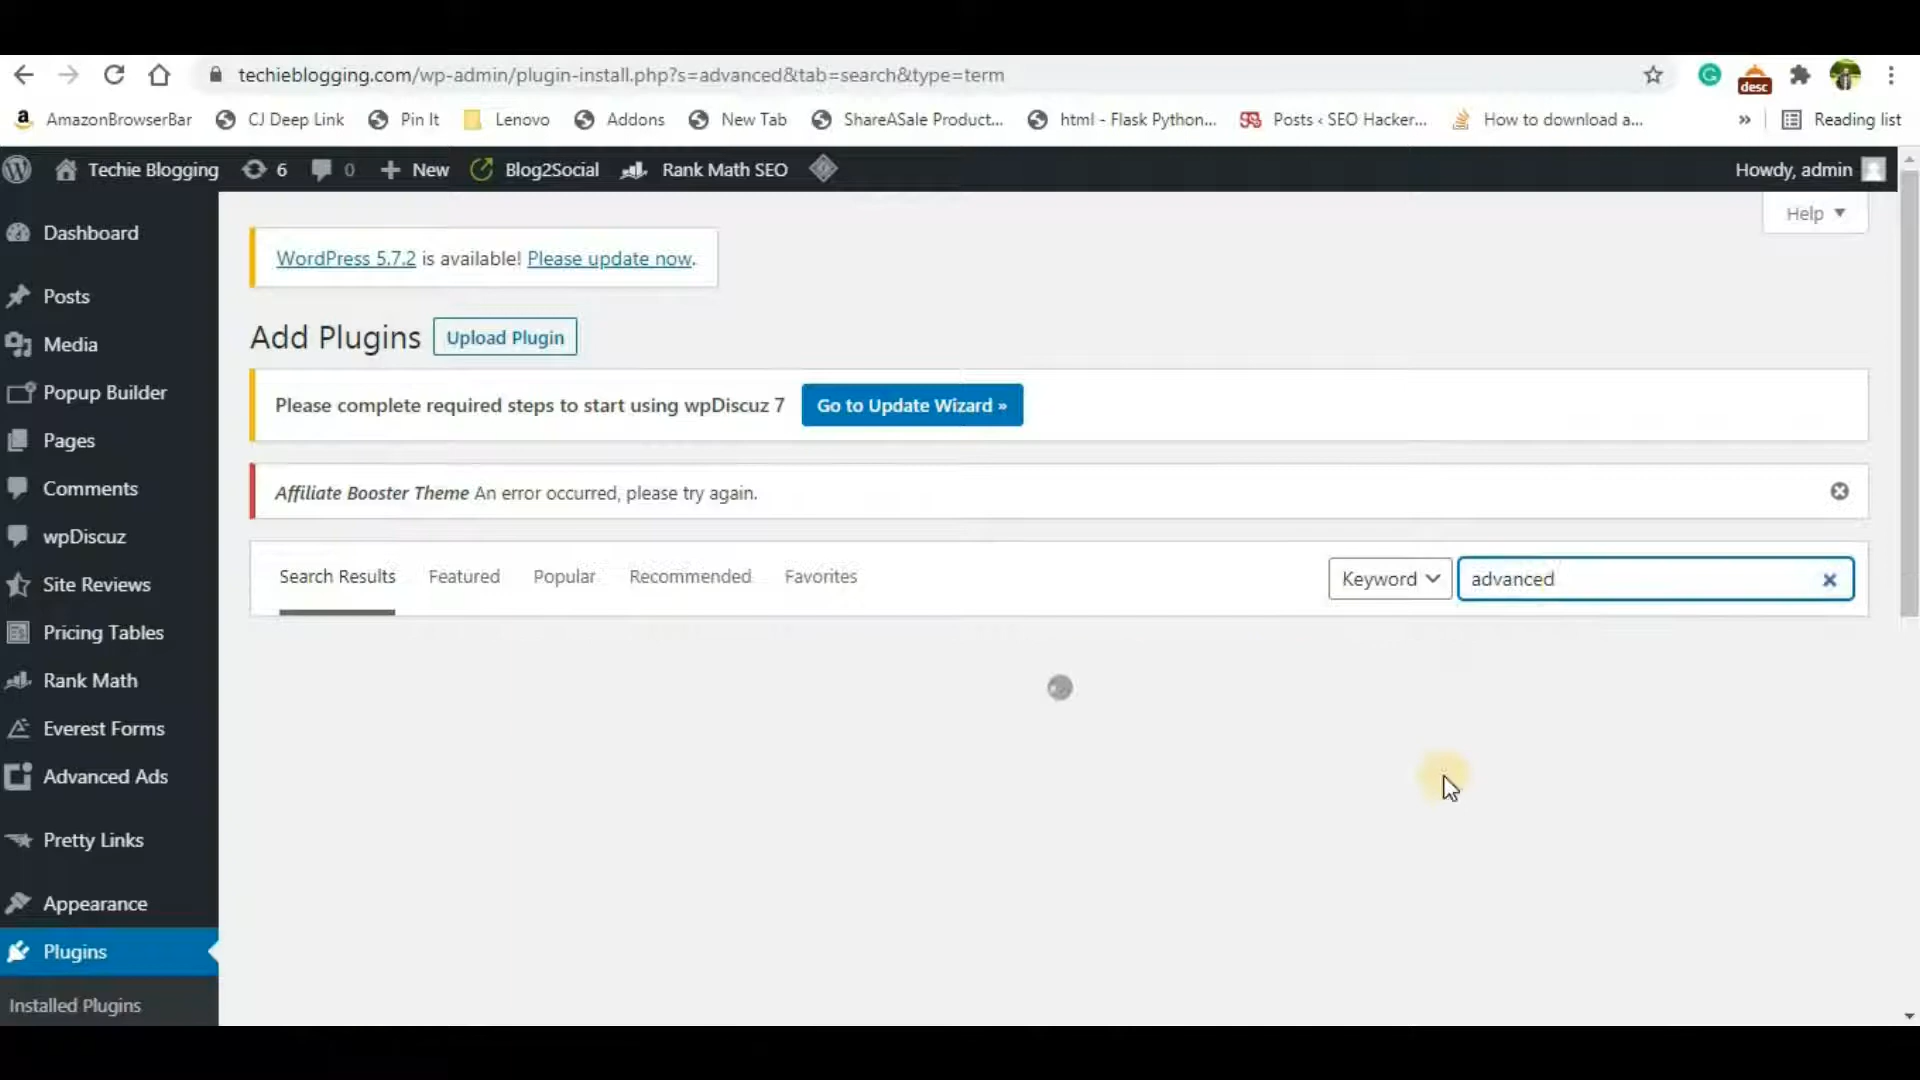 techieblogging.com/wp-admin/plugin-install.php?s=advanced&tab=search&type=term
desc
AmazonBrowserBar CJ Deep Link Pin It Lenovo Addons New Tab ShareASale Product... html - Flask Python... Posts ‹ SEO Hacker... How to download a... » Reading list
Techie Blogging 6 0 New Blog2Social Rank Math SEO Howdy, admin
Help
Dashboard
Posts
Media
Popup Builder
Pages
Comments
wpDiscuz
Site Reviews
Pricing Tables
Rank Math
Everest Forms
Advanced Ads
Pretty Links
Appearance
Plugins
Installed Plugins
WordPress 5.7.2 is available! Please update now.
Add Plugins Upload Plugin
Please complete required steps to start using wpDiscuz 7 Go to Update Wizard »
Affiliate Booster Theme An error occurred, please try again.
Search Results Featured Popular Recommended Favorites Keyword advanced